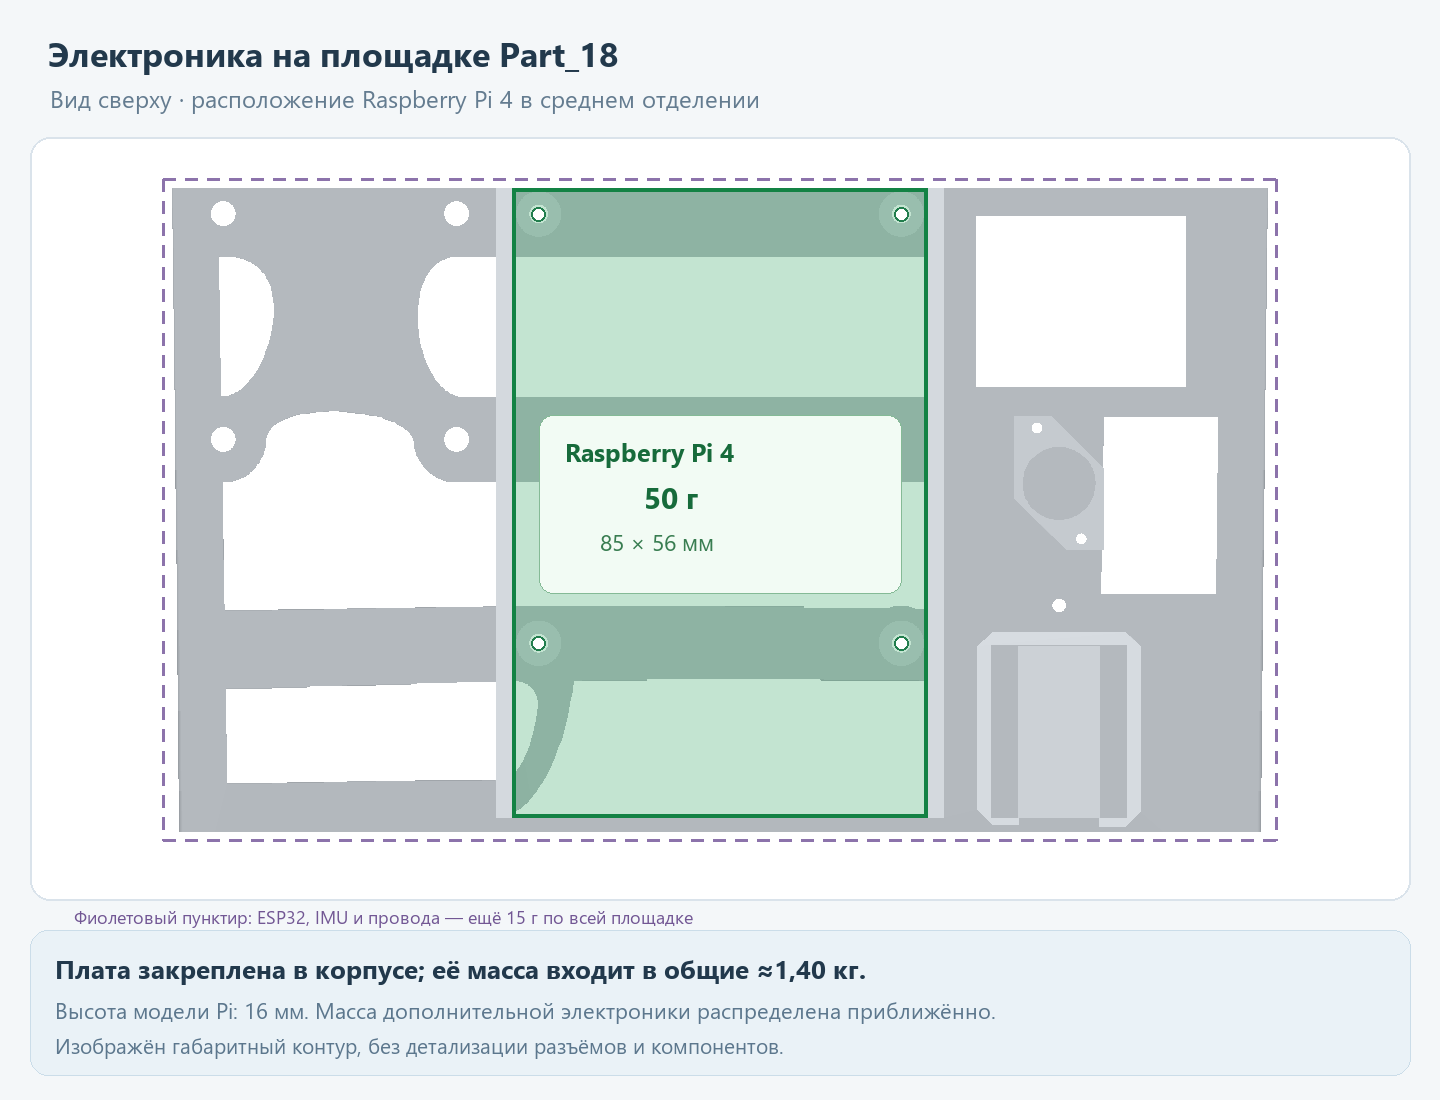 Электроника на площадке Part_18
Вид сверху · расположение Raspberry Pi 4 в среднем отделении
Raspberry Pi 4
50 г
85 × 56 мм
Фиолетовый пунктир: ESP32, IMU и провода — ещё 15 г по всей площадке
Плата закреплена в корпусе; её масса входит в общие ≈1,40 кг.
Высота модели Pi: 16 мм. Масса дополнительной электроники распределена приближённо.
Изображён габаритный контур, без детализации разъёмов и компонентов.